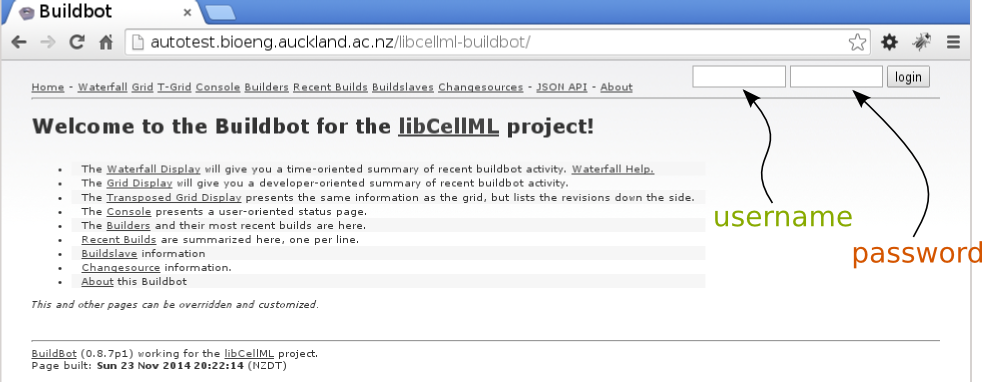 Buildbot
autotest.bioeng.auckland.ac.nz/libcellml-buildbot/
login
Home - Waterfall Grid T-Grid Console Builders Recent Builds Buildslaves Changesources - JSON API - About
Welcome to the Buildbot for the libCellML project!
The Waterfall Display will give you a time-oriented summary of recent buildbot activity. Waterfall Help.
The Grid Display will give you a developer-oriented summary of recent buildbot activity.
The Transposed Grid Display presents the same information as the grid, but lists the revisions down the side.
The Console presents a user-oriented status page.
The Builders and their most recent builds are here.
Recent Builds are summarized here, one per line.
Buildslave information
Changesource information.
About this Buildbot
username
password
This and other pages can be overridden and customized.
BuildBot (0.8.7p1) working for the libCellML project.
Page built: Sun 23 Nov 2014 20:22:14 (NZDT)